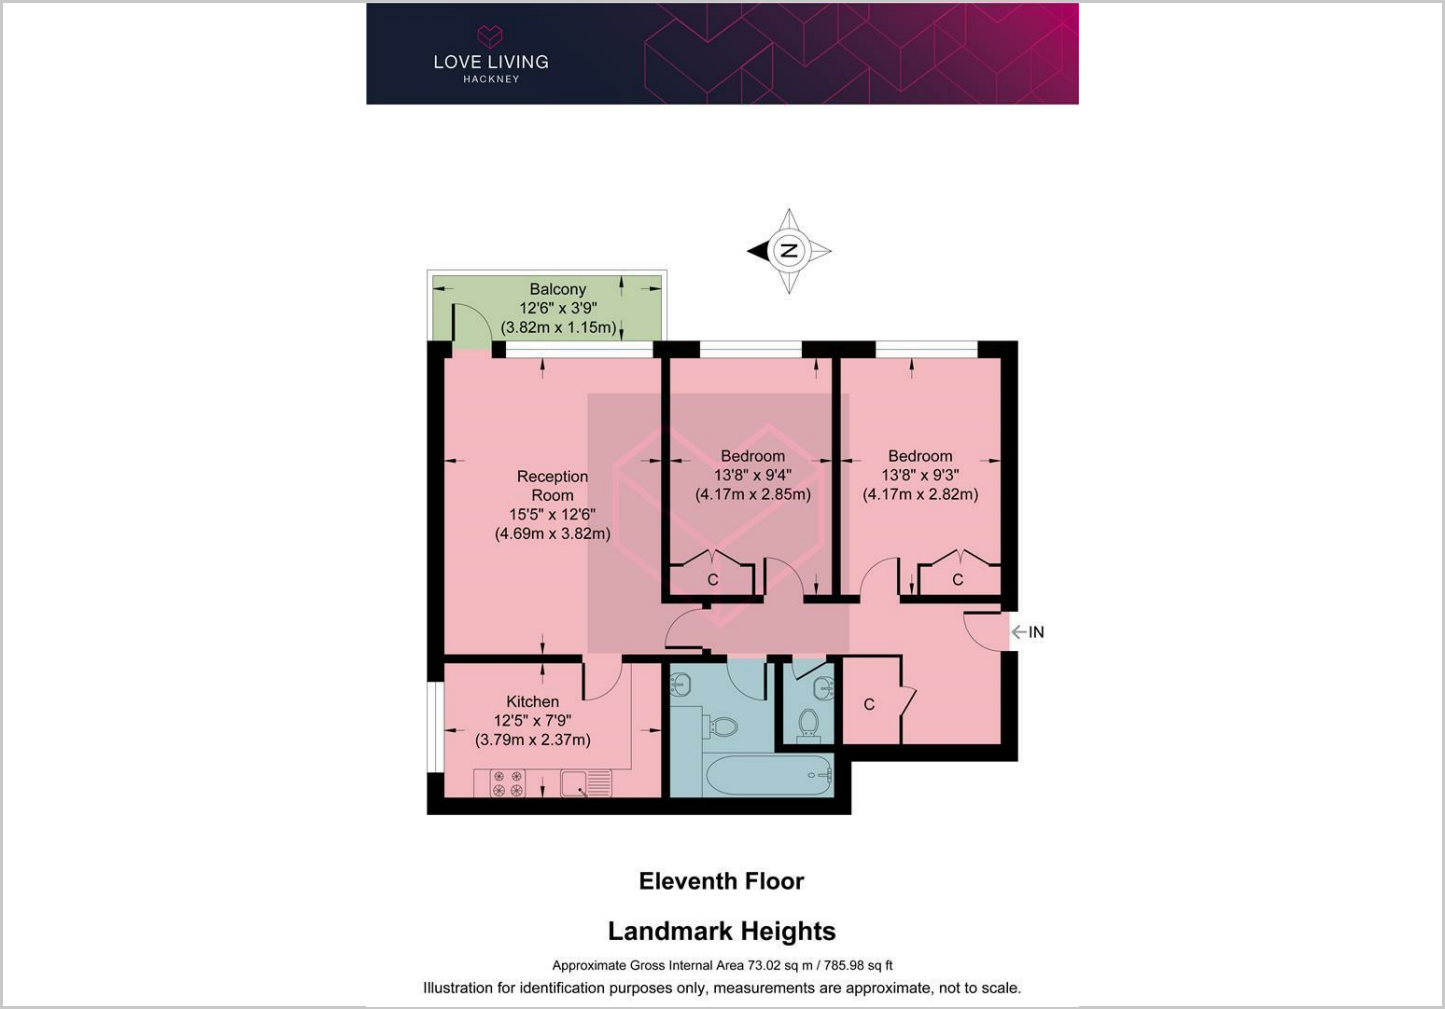 LOVE LIVING
HACKNEY
N
Balcony
12'6" x 3'9"
(3.82m x 1.15m)
Reception
Room
15'5" x 12'6"
(4.69m x 3.82m)
Bedroom
13'8" x 9'4"
(4.17m x 2.85m)
Bedroom
13'8" x 9'3"
(4.17m x 2.82m)
C
C
IN
Kitchen
12'5" x 7'9"
(3.79m x 2.37m)
C
Eleventh Floor
Landmark Heights
Approximate Gross Internal Area 73.02 sq m / 785.98 sq ft
Illustration for identification purposes only, measurements are approximate, not to scale.